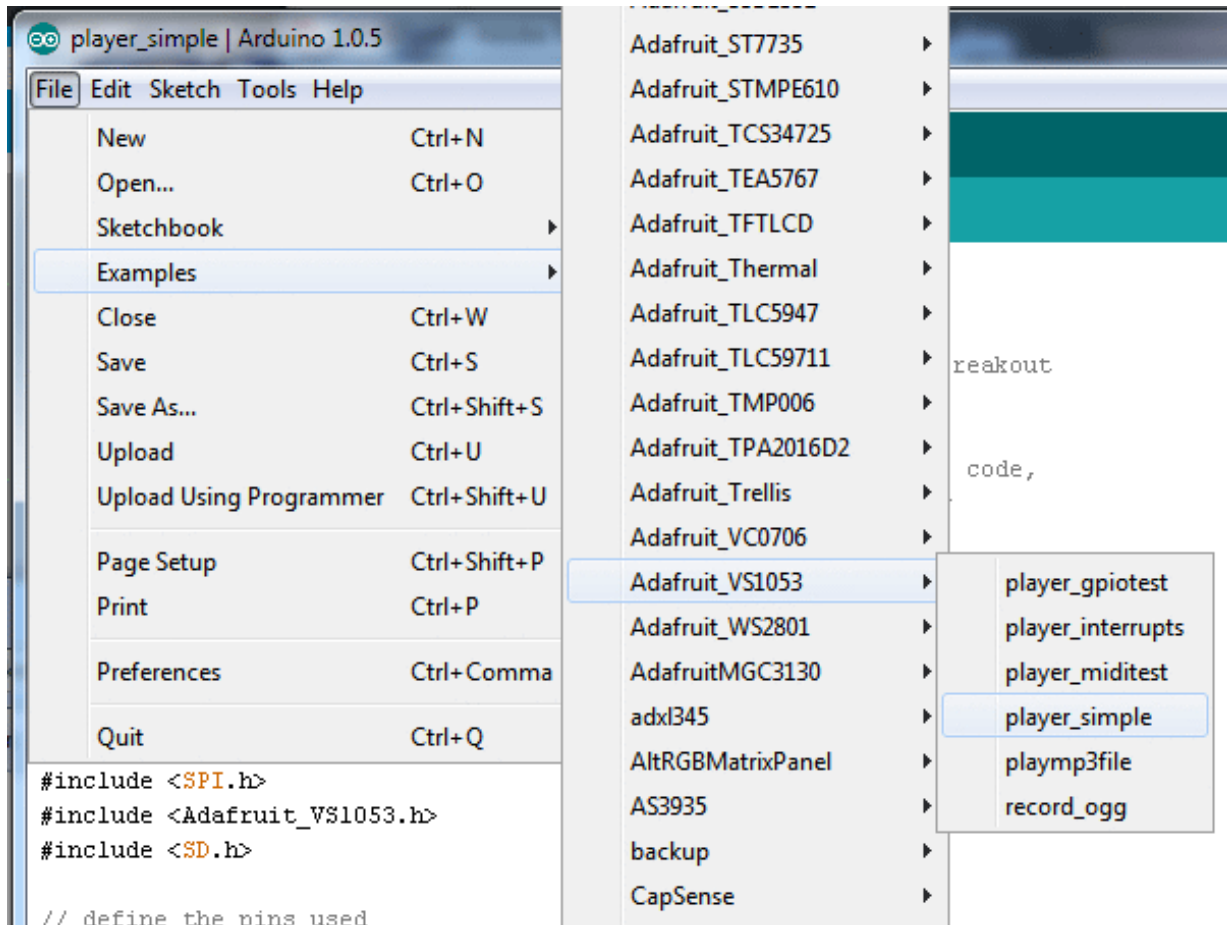 player_simple | Arduino 1.0.5
File Edit Sketch Tools Help
New Ctrl+N
Open... Ctrl+O
Sketchbook
Examples
Close Ctrl+W
Save Ctrl+S
Save As... Ctrl+Shift+S
Upload Ctrl+U
Upload Using Programmer Ctrl+Shift+U
Page Setup Ctrl+Shift+P
Print Ctrl+P
Preferences Ctrl+Comma
Quit Ctrl+Q
Adafruit_ST7735
Adafruit_STMPE610
Adafruit_TCS34725
Adafruit_TEA5767
Adafruit_TFTLCD
Adafruit_Thermal
Adafruit_TLC5947
Adafruit_TLC59711
Adafruit_TMP006
Adafruit_TPA2016D2
Adafruit_Trellis
Adafruit_VC0706
Adafruit_VS1053
Adafruit_WS2801
AdafruitMGC3130
adxl345
AltRGBMatrixPanel
AS3935
backup
CapSense
player_gpiotest
player_interrupts
player_miditest
player_simple
playmp3file
record_ogg
reakout
code,
#include <SPI.h>
#include <Adafruit_VS1053.h>
#include <SD.h>
// define the pins used